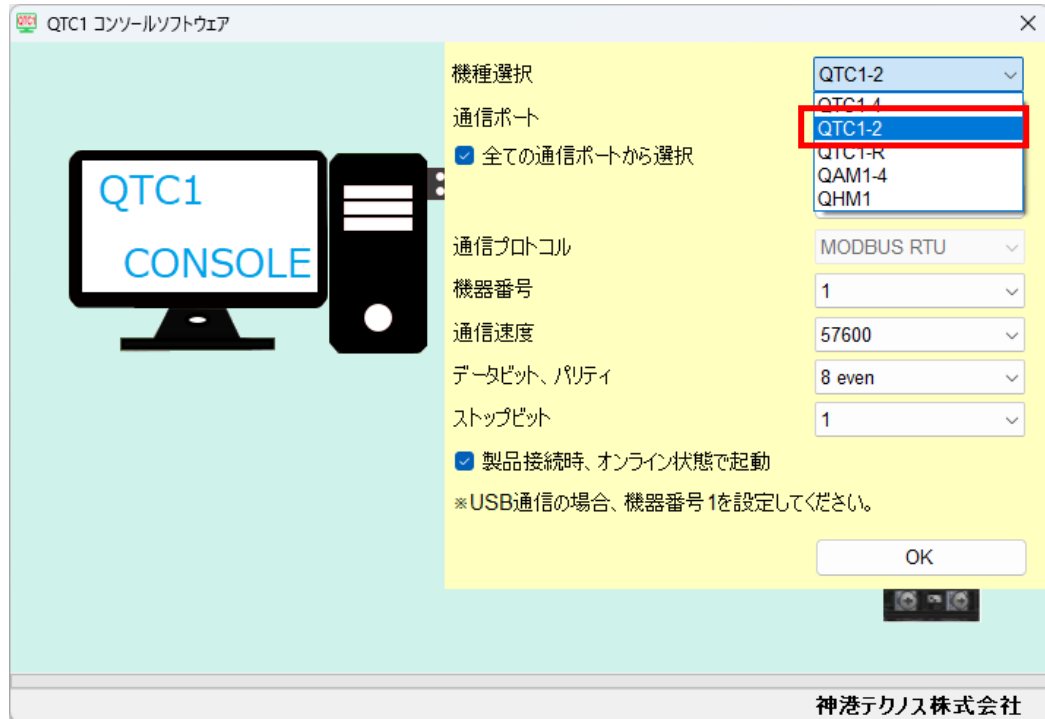 QTC1 コンソールソフトウェア
機種選択
QTC1-2
通信ポート
QTC1-4
QTC1-2
全ての通信ポートから選択
QTC1-R
QAM1-4
QHM1
QTC1
CONSOLE
通信プロトコル
MODBUS RTU
機器番号
1
通信速度
57600
データビット、パリティ
8 even
ストップビット
1
製品接続時、オンライン状態で起動
※USB通信の場合、機器番号1を設定してください。
OK
神港テクノス株式会社